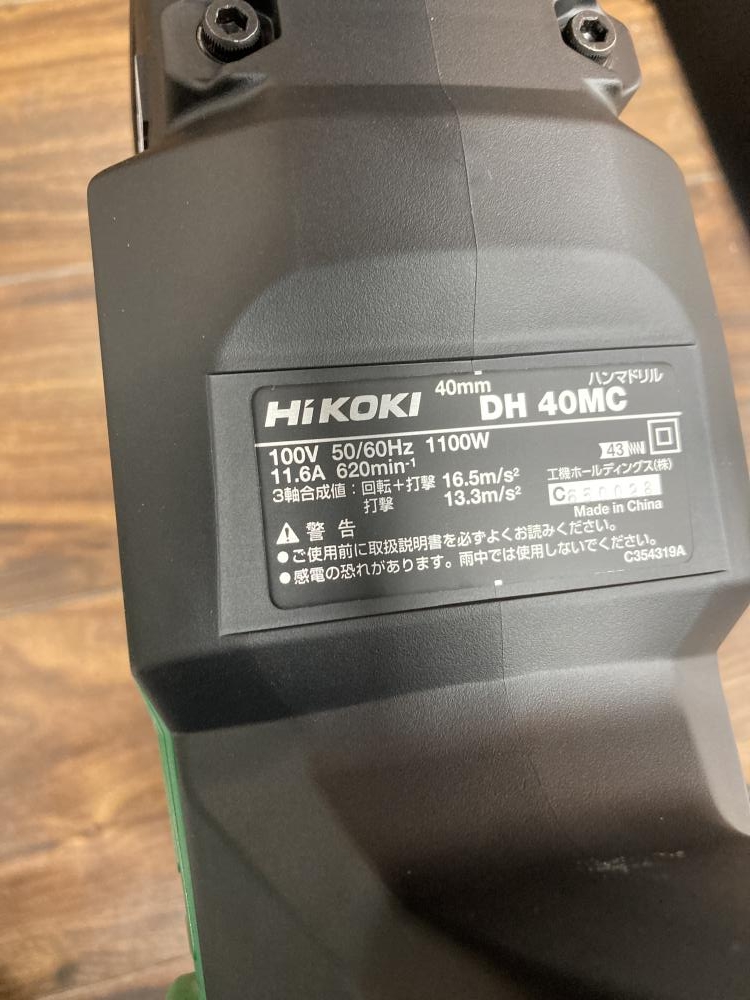 HiKOKI 40mm DH 40MC ハンマドリル
100V 50/60Hz 1100W
11.6A 620min⁻¹
3軸合成値：回転＋打撃 16.5m/s²
打撃 13.3m/s²
43
工機ホールディングス(株)
Made in China
警告
●ご使用前に取扱説明書を必ずよくお読みください。
●感電の恐れがあります。雨中では使用しないでください。
C354319A